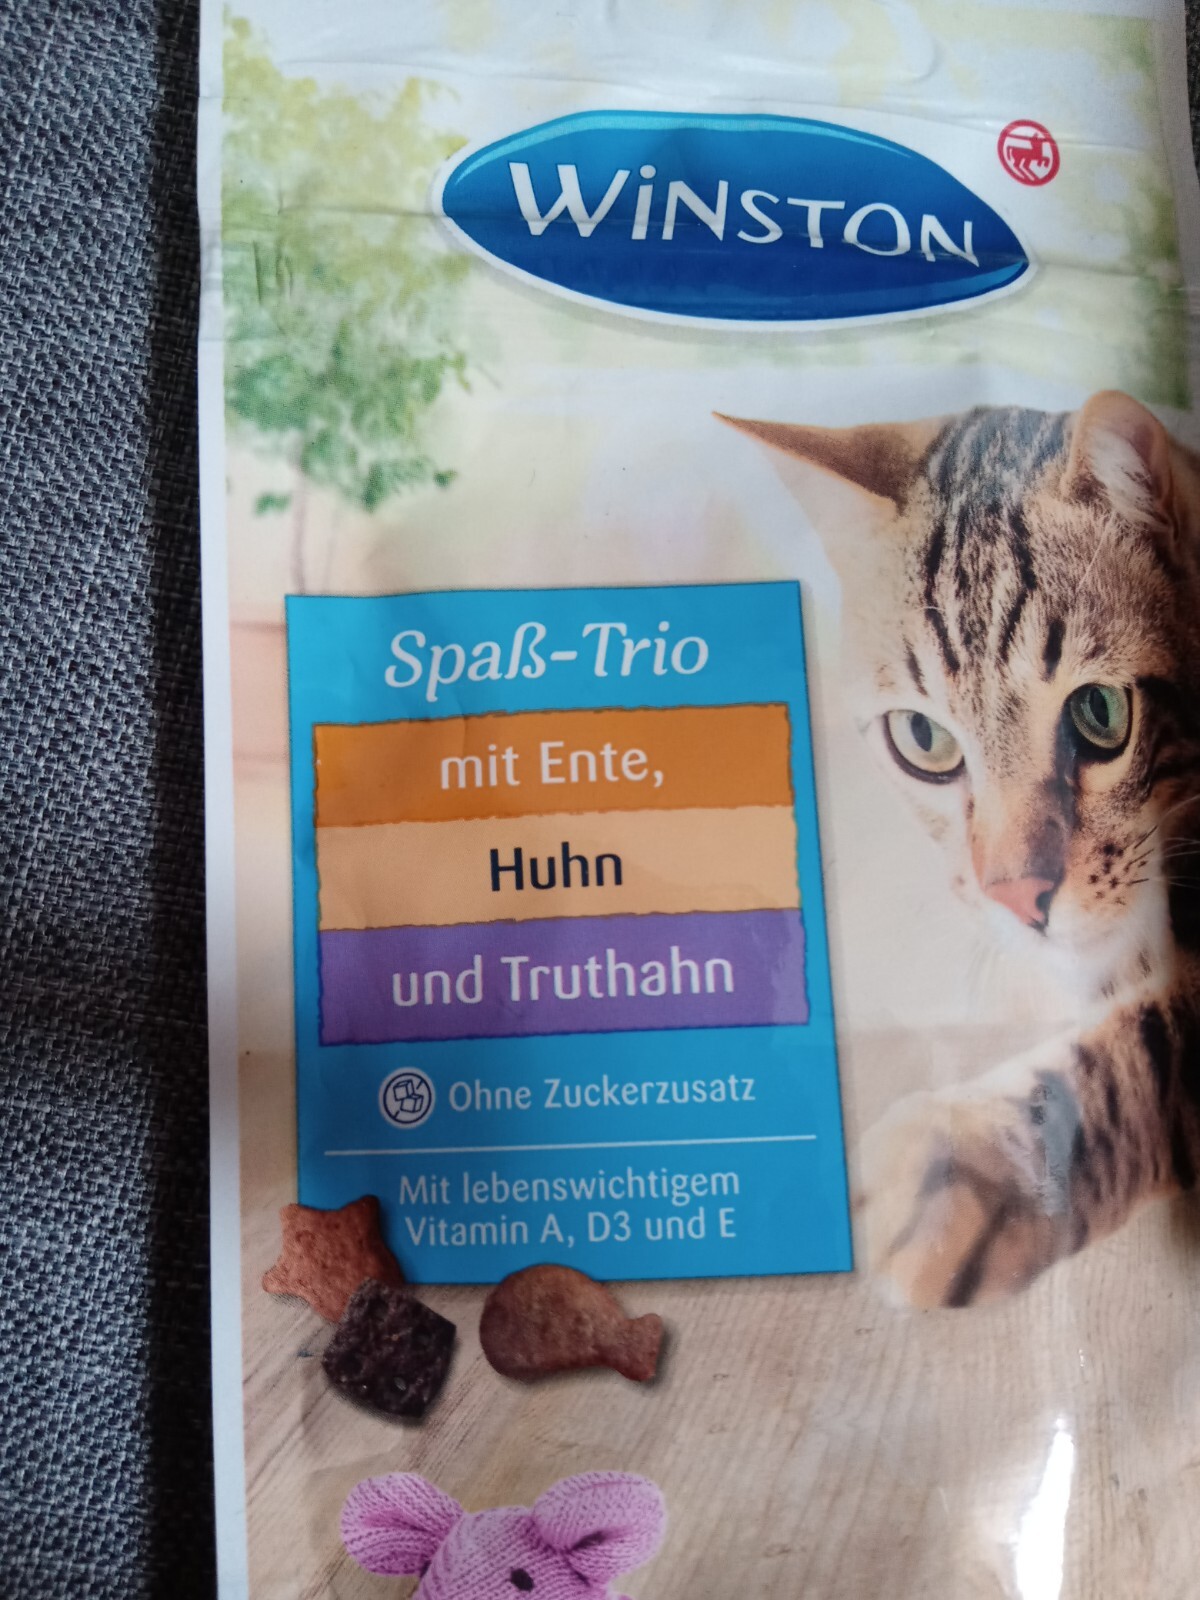 WiNSTON
Spaß-Trio
mit Ente,
Huhn
und Truthahn
Ohne Zuckerzusatz
Mit lebenswichtigem
Vitamin A, D3 und E